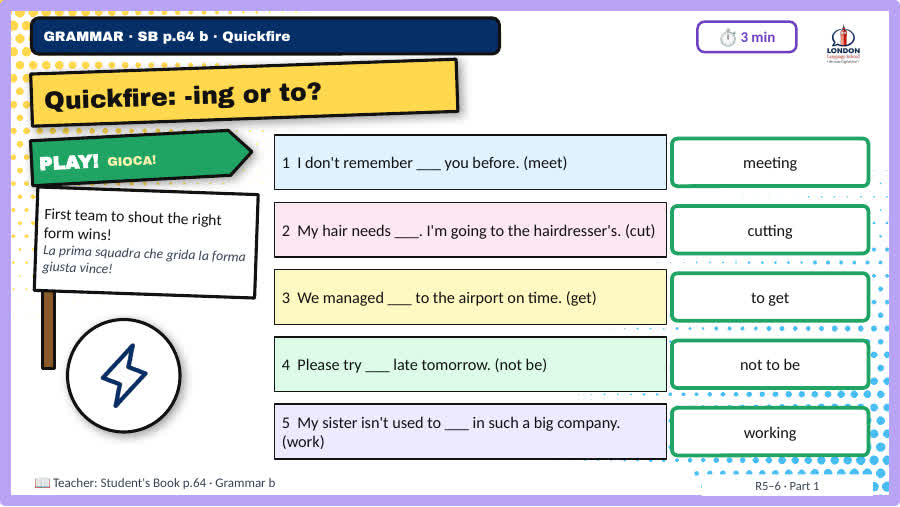 GRAMMAR · SB p.64 b · Quickfire
⏱️ 3 min
LONDON
Language School
Quickfire: -ing or to?
PLAY! GIOCA!
First team to shout the right
form wins!
La prima squadra che grida la forma
giusta vince!
1 I don't remember ___ you before. (meet)
meeting
2 My hair needs ___. I'm going to the hairdresser's. (cut)
cutting
3 We managed ___ to the airport on time. (get)
to get
4 Please try ___ late tomorrow. (not be)
not to be
5 My sister isn't used to ___ in such a big company.
(work)
working
📖 Teacher: Student's Book p.64 · Grammar b
R5–6 · Part 1